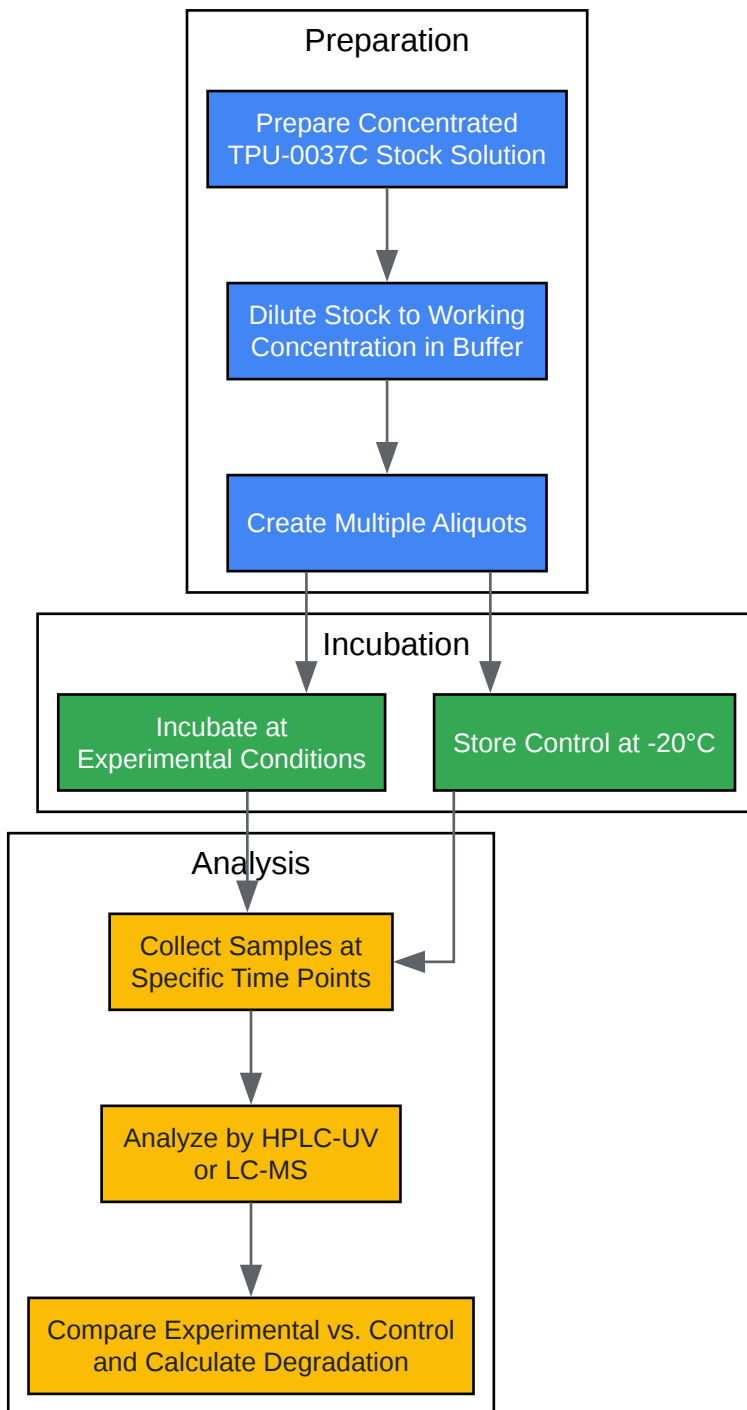 Preparation
Prepare Concentrated
TPU-0037C Stock Solution
Dilute Stock to Working
Concentration in Buffer
Create Multiple Aliquots
Incubation
Incubate at
Experimental Conditions
Store Control at -20°C
Analysis
Collect Samples at
Specific Time Points
Analyze by HPLC-UV
or LC-MS
Compare Experimental vs. Control
and Calculate Degradation